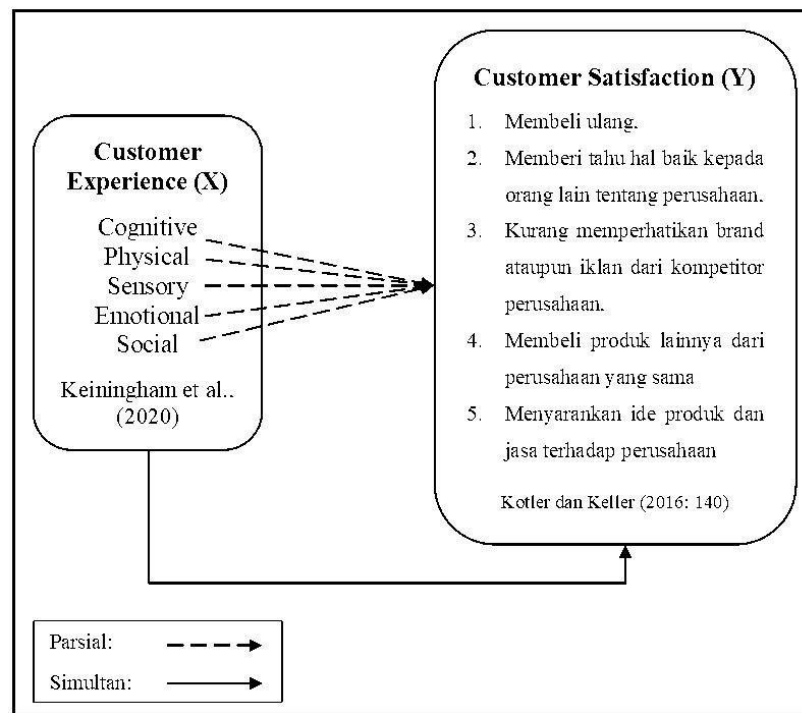 Customer
Experience (X)
Cognitive
Physical
Sensory
Emotional
Social
Keiningham et al..
(2020)
Customer Satisfaction (Y)
1. Membeli ulang.
2. Memberi tahu hal baik kepada
orang lain tentang perusahaan.
3. Kurang memperhatikan brand
ataupun iklan dari kompetitor
perusahaan.
4. Membeli produk lainnya dari
perusahaan yang sama
5. Menyarankan ide produk dan
jasa terhadap perusahaan
Kotler dan Keller (2016: 140)
Parsial:
Simultan: